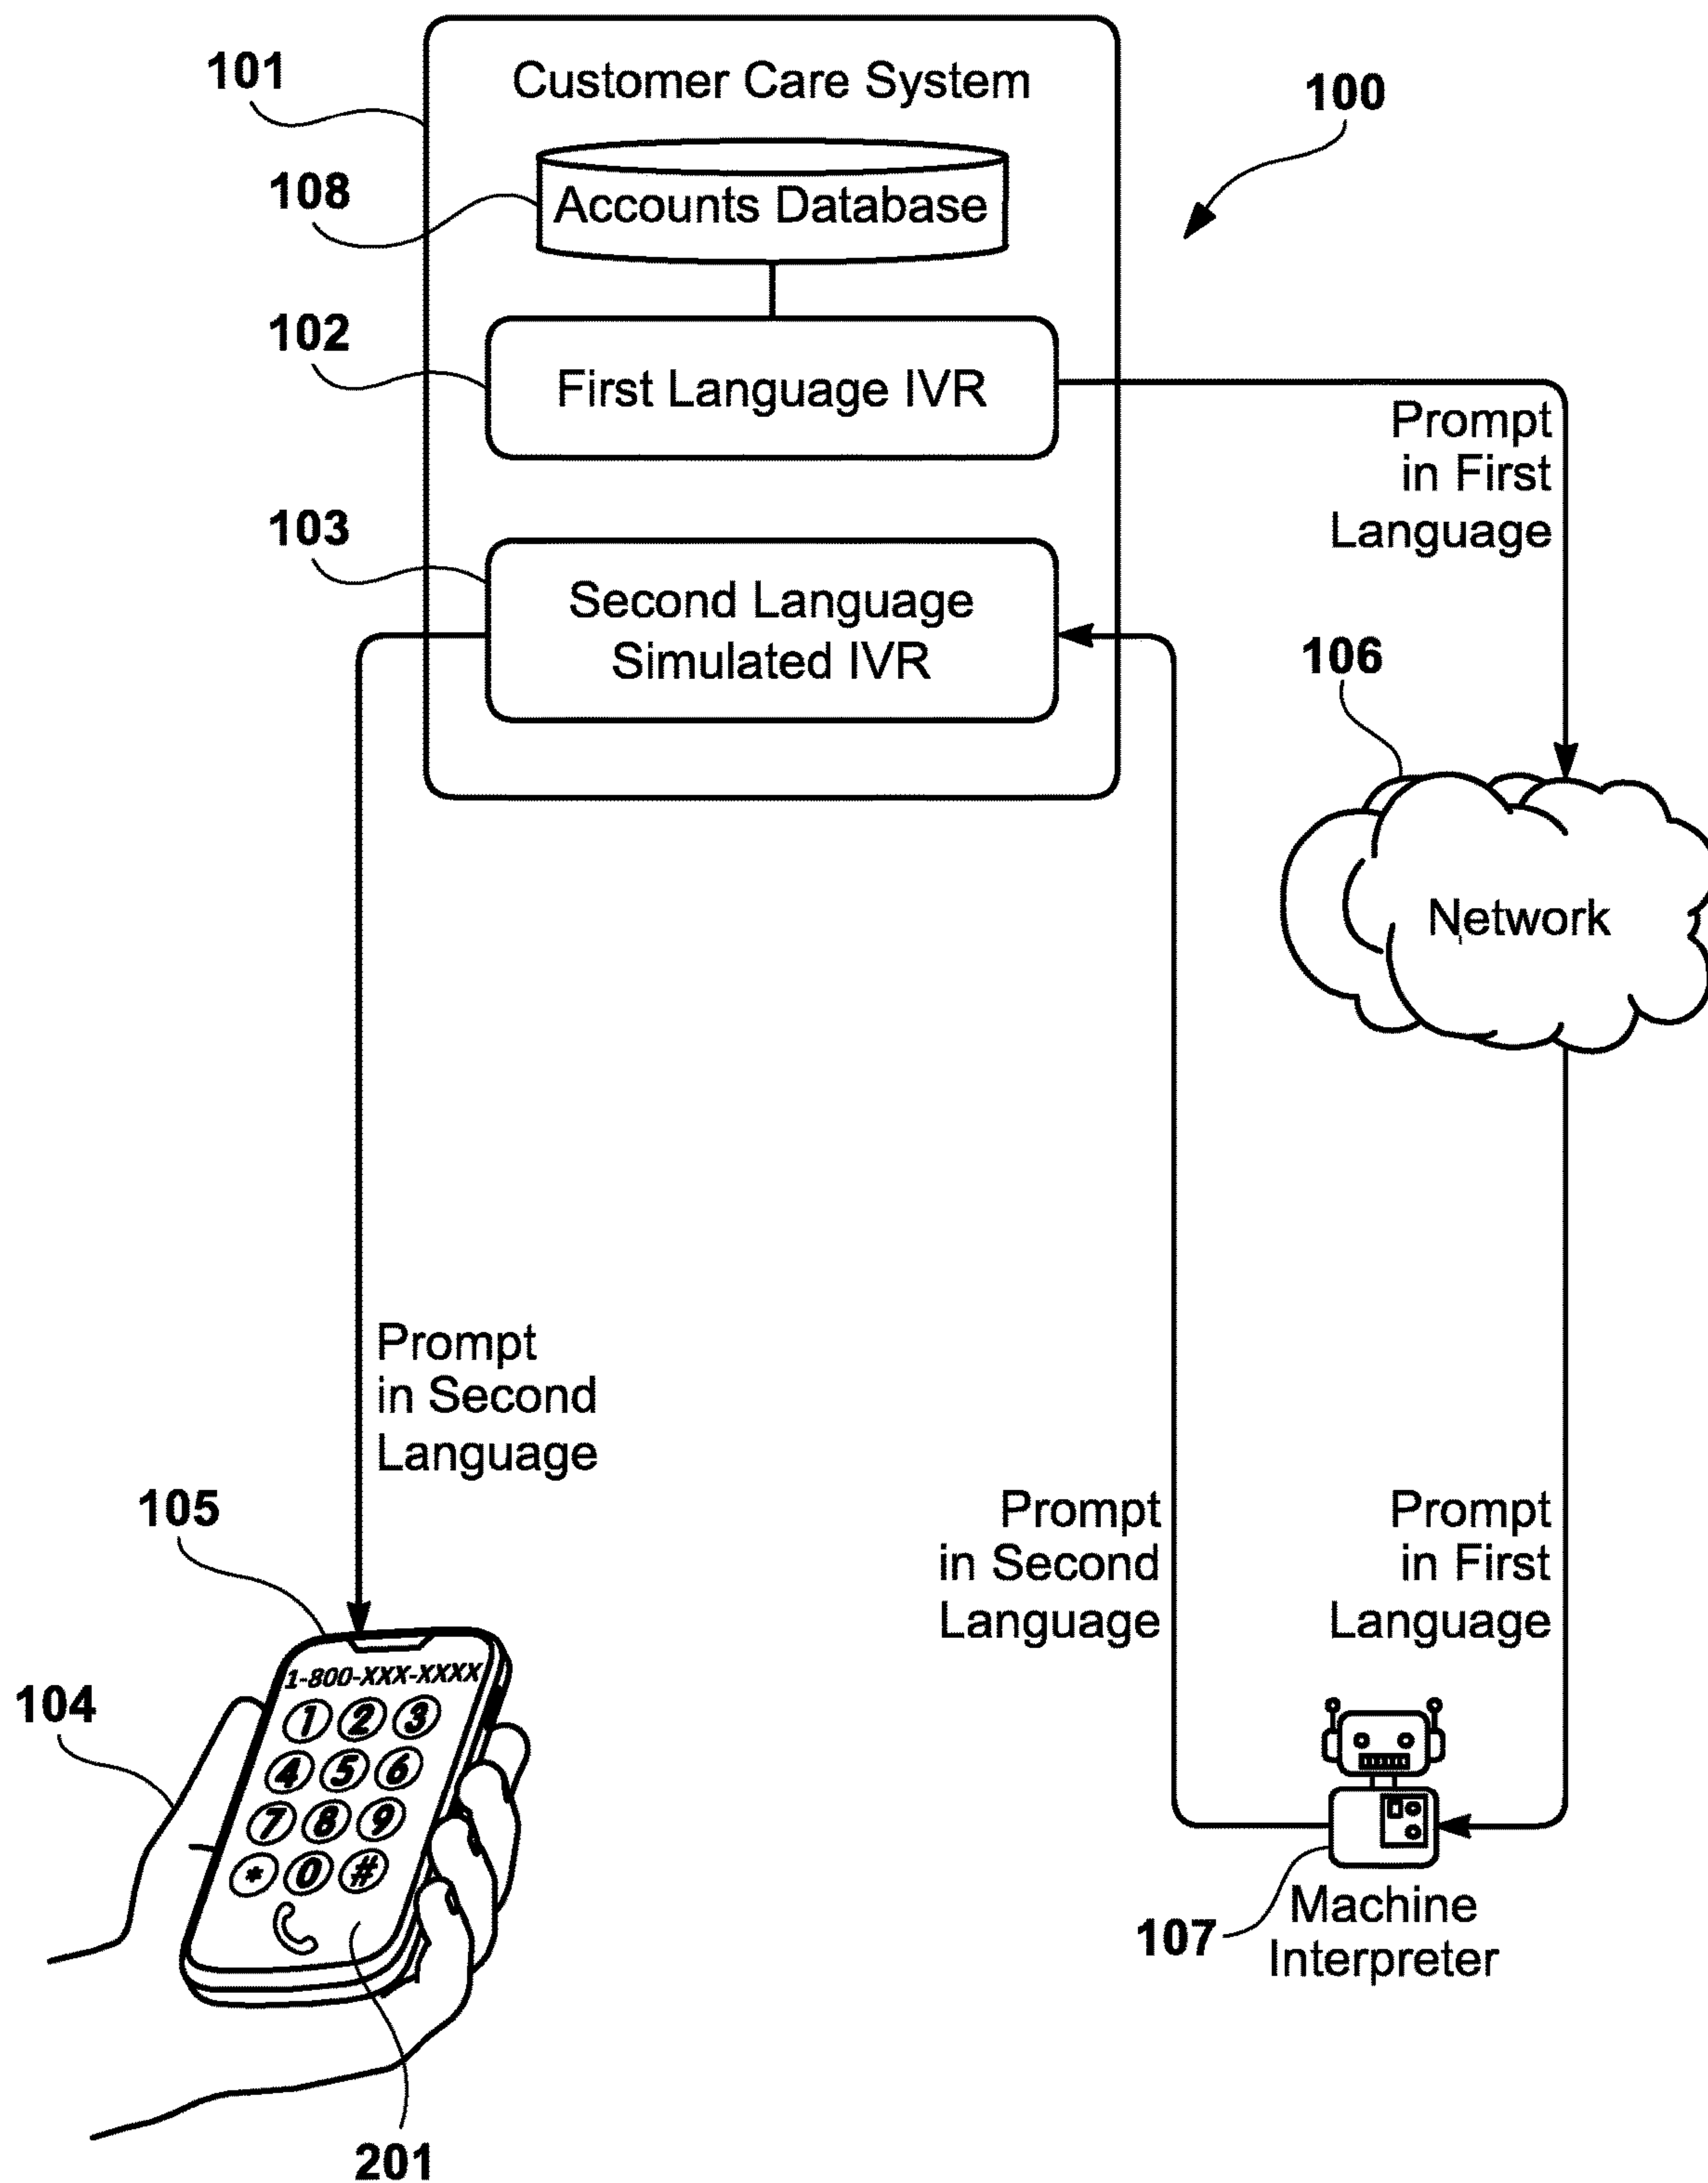 101
Customer Care System
100
108
Accounts Database
102
First Language IVR
Prompt
in First
Language
103
Second Language
Simulated IVR
106
Network
Prompt
in Second
Language
105
Prompt
in Second
Language
Prompt
in First
Language
104
1-800-XXX-XXXX
1 2 3
4 5 6
7 8 9
* 0 #
107
Machine
Interpreter
201